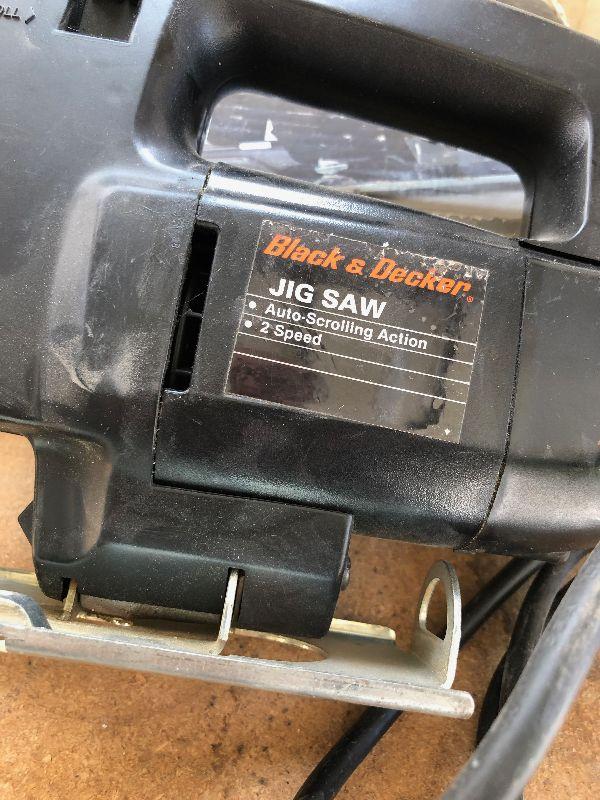 Black & Decker®
JIG SAW
• Auto-Scrolling Action
• 2 Speed